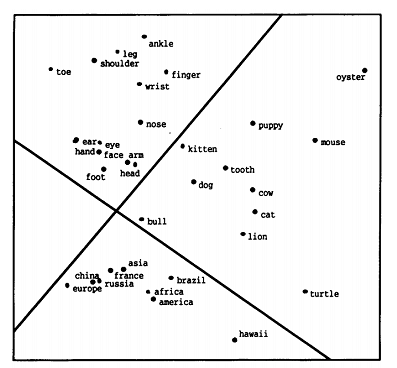 ankle
leg
shoulder
toe
finger
oyster
wrist
nose
puppy
ear
eye
mouse
kitten
hand
face arm
head
foot
tooth
dog
cow
cat
bull
lion
asia
china
france
russia
brazil
europe
africa
turtle
america
hawaii